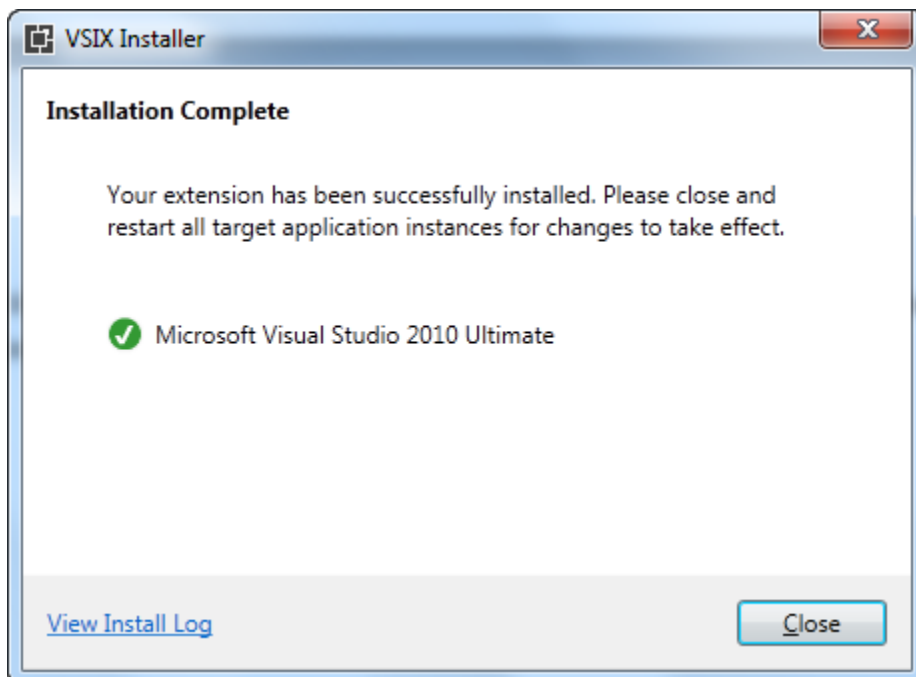 VSIX Installer
Installation Complete
Your extension has been successfully installed. Please close and
restart all target application instances for changes to take effect.
Microsoft Visual Studio 2010 Ultimate
View Install Log
Close